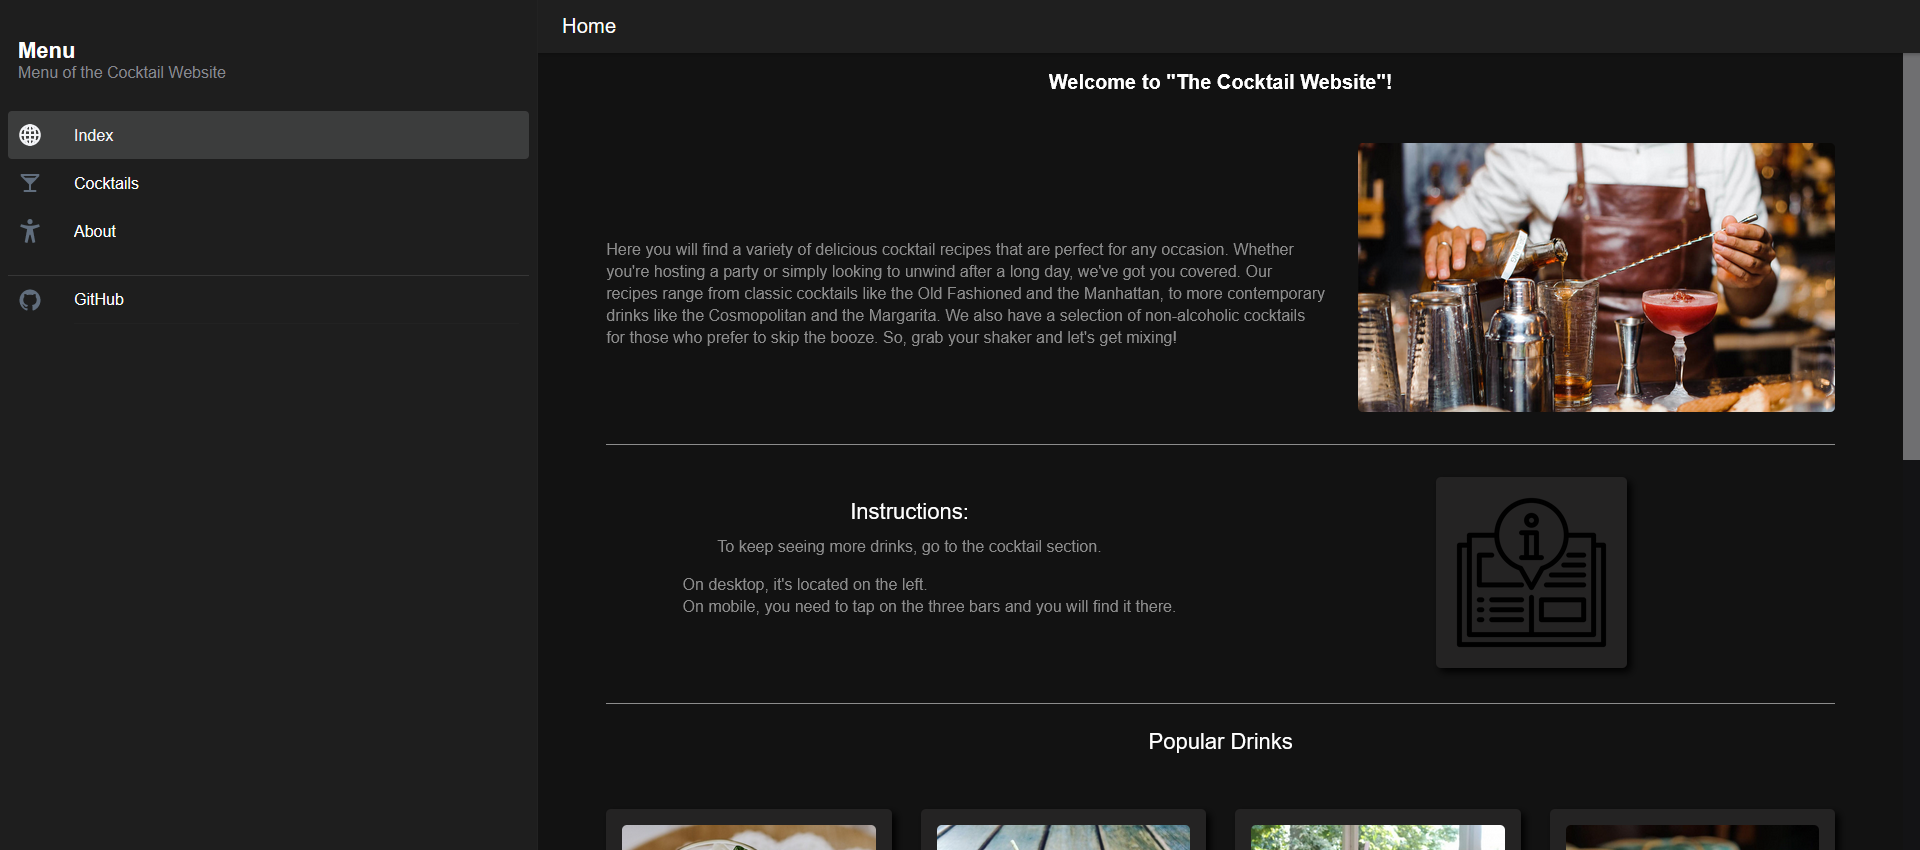 Menu
Menu of the Cocktail Website
Index
Cocktails
About
GitHub
Home
Welcome to "The Cocktail Website"!
Here you will find a variety of delicious cocktail recipes that are perfect for any occasion. Whether
you're hosting a party or simply looking to unwind after a long day, we've got you covered. Our
recipes range from classic cocktails like the Old Fashioned and the Manhattan, to more contemporary
drinks like the Cosmopolitan and the Margarita. We also have a selection of non-alcoholic cocktails
for those who prefer to skip the booze. So, grab your shaker and let's get mixing!
Instructions:
To keep seeing more drinks, go to the cocktail section.
On desktop, it's located on the left.
On mobile, you need to tap on the three bars and you will find it there.
Popular Drinks